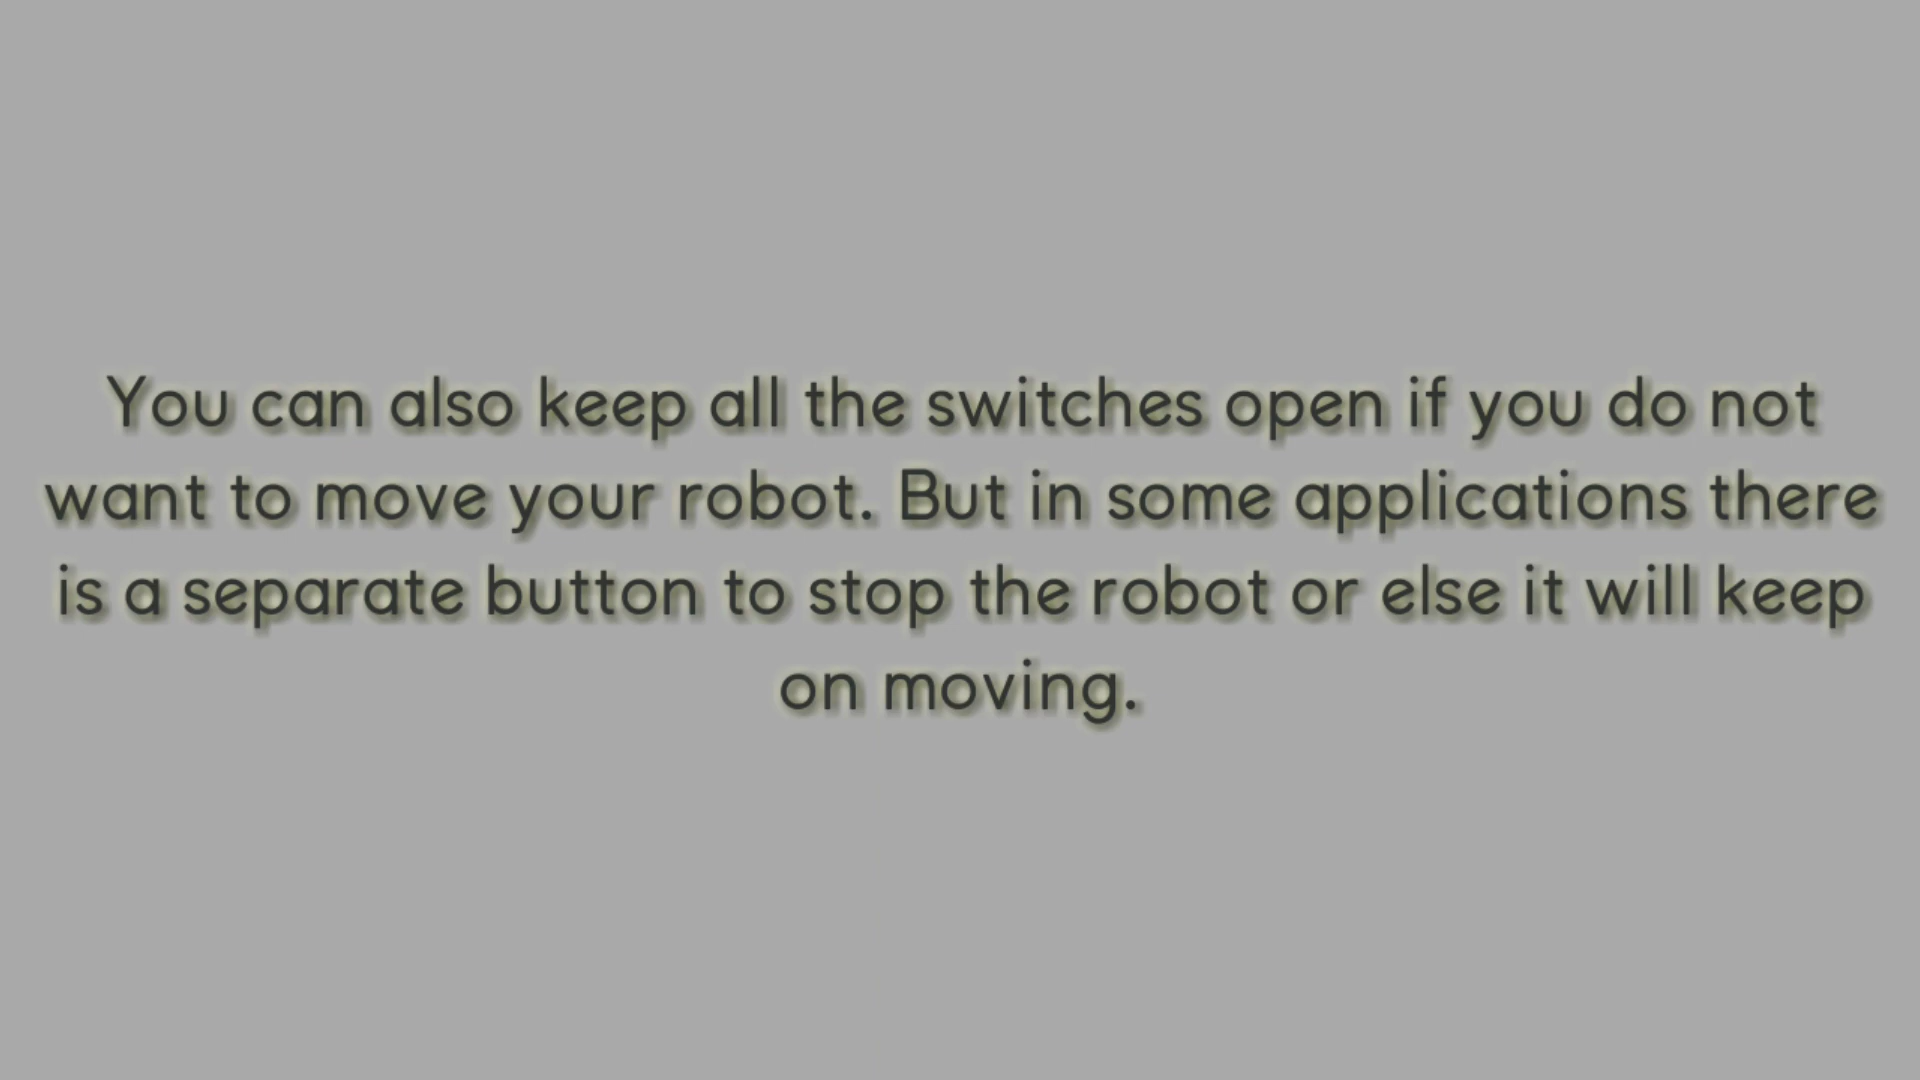 You can also keep all the switches open if you do not
want to move your robot. But in some applications there
is a separate button to stop the robot or else it will keep
on moving.